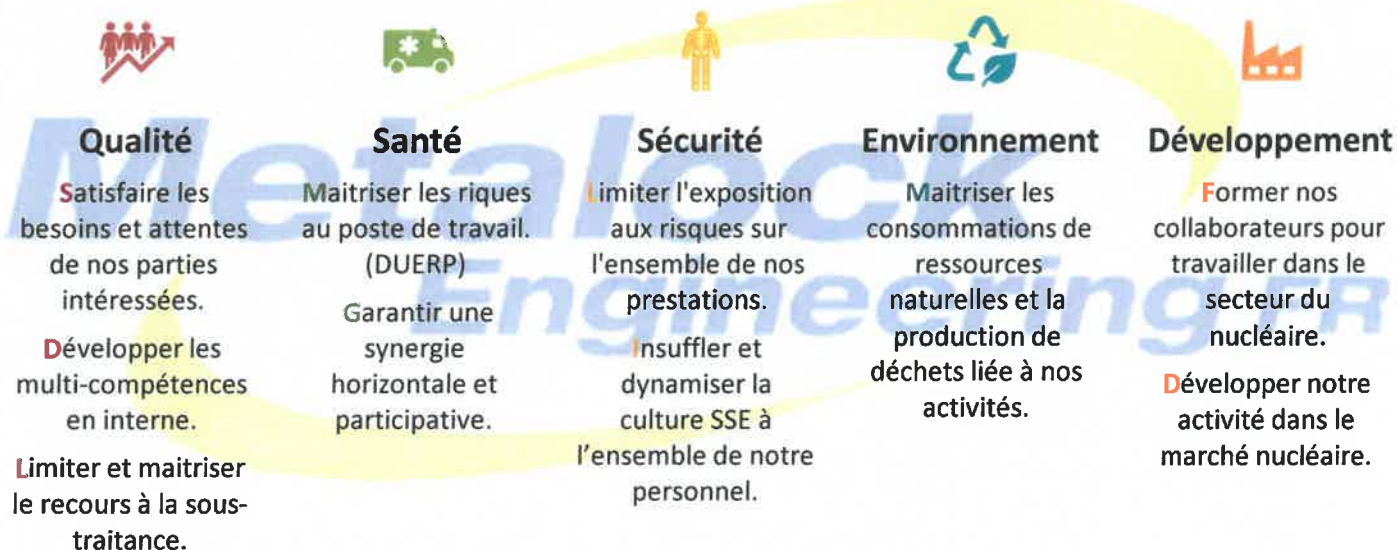 Metalock
Engineering FR
Qualité
Satisfaire les
besoins et attentes
de nos parties
intéressées.
Développer les
multi-compétences
en interne.
Limiter et maitriser
le recours à la sous-
traitance.
Santé
Maitriser les riques
au poste de travail.
(DUERP)
Garantir une
synergie
horizontale et
participative.
Sécurité
Limiter l'exposition
aux risques sur
l'ensemble de nos
prestations.
Insuffler et
dynamiser la
culture SSE à
l'ensemble de notre
personnel.
Environnement
Maitriser les
consommations de
ressources
naturelles et la
production de
déchets liée à nos
activités.
Développement
Former nos
collaborateurs pour
travailler dans le
secteur du
nucléaire.
Développer notre
activité dans le
marché nucléaire.